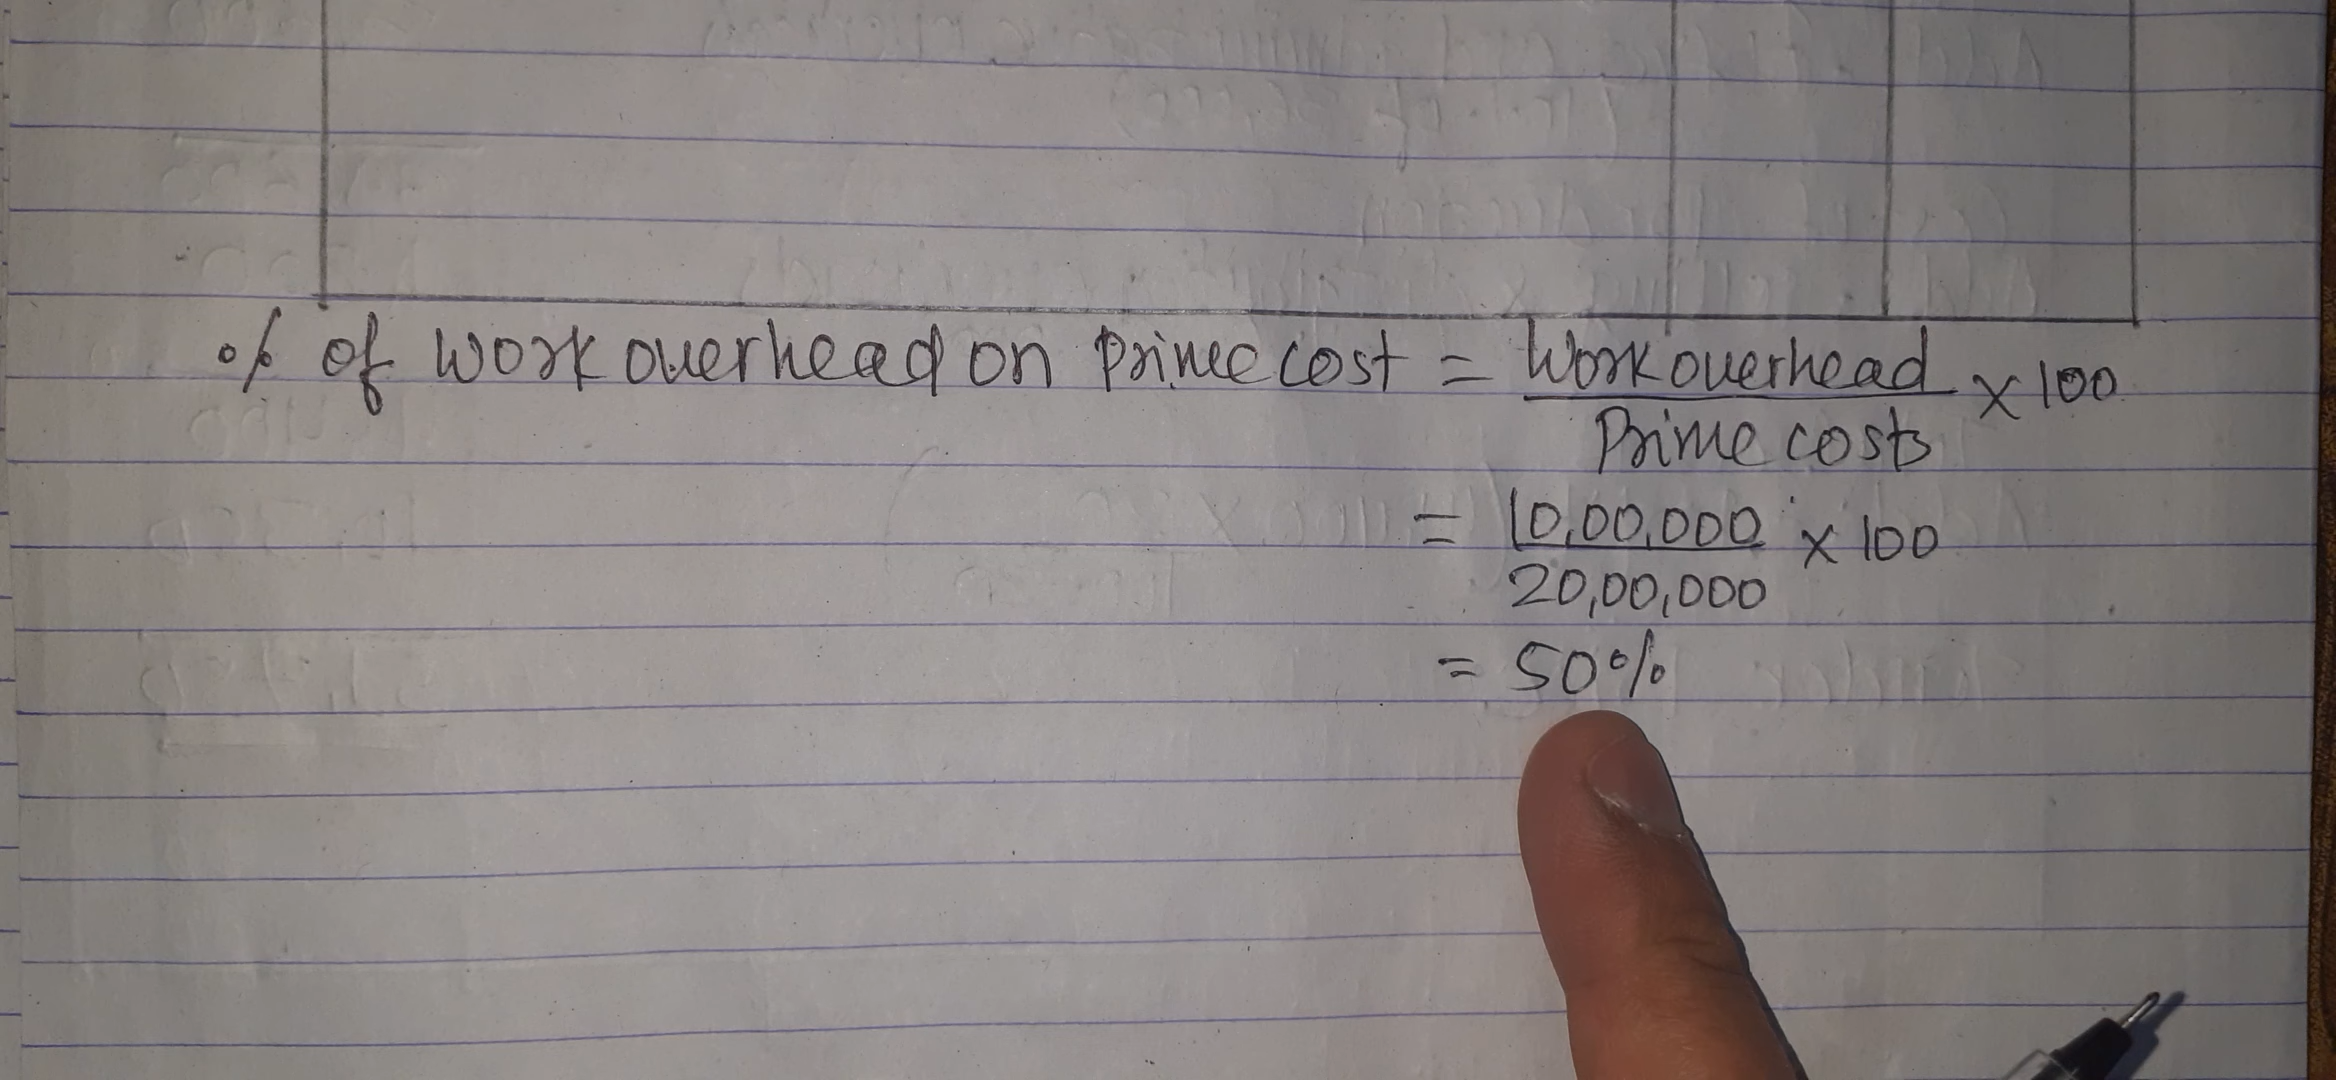 % of work overhead on prime cost = Work overhead × 100
Prime costs
= 10,00,000 × 100
20,00,000
= 50%